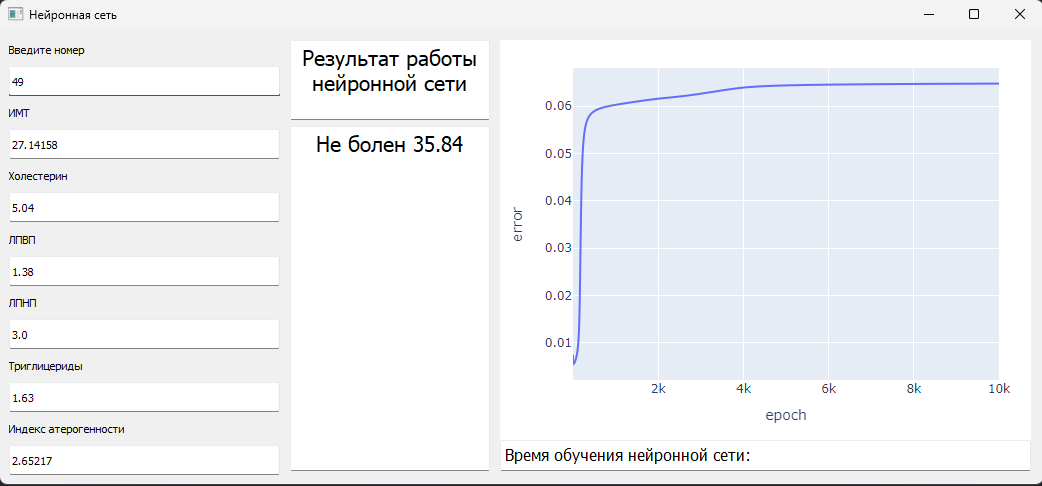 Нейронная сеть
Введите номер
49
ИМТ
27.14158
Холестерин
5.04
ЛПВП
1.38
ЛПНП
3.0
Триглицериды
1.63
Индекс атерогенности
2.65217
Результат работы
нейронной сети
Не болен 35.84
0.06
0.05
0.04
0.03
0.02
0.01
error
2k 4k 6k 8k 10k
epoch
Время обучения нейронной сети: